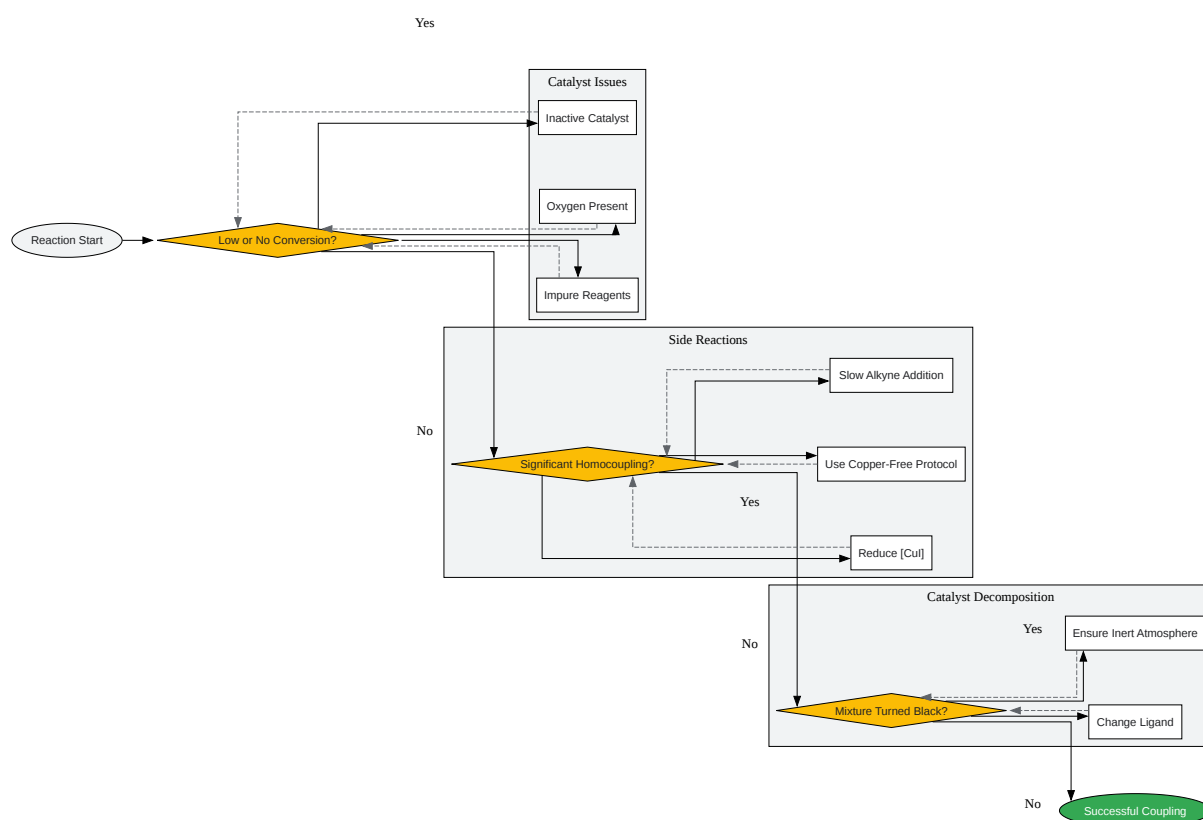 Yes
Catalyst Issues
Inactive Catalyst
Oxygen Present
Reaction Start
Low or No Conversion?
Impure Reagents
Side Reactions
Slow Alkyne Addition
No
Significant Homocoupling?
Use Copper-Free Protocol
Yes
Reduce [CuI]
Catalyst Decomposition
Yes
Ensure Inert Atmosphere
No
Mixture Turned Black?
Change Ligand
No
Successful Coupling